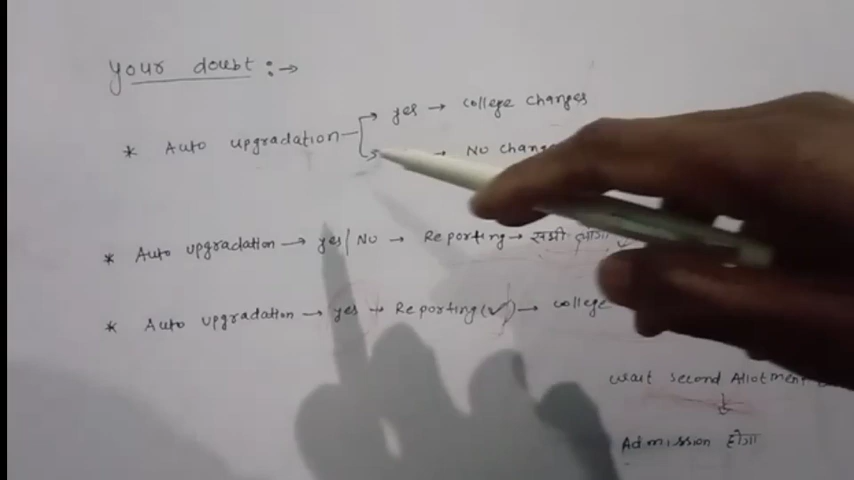 Your doubt :→
* Auto upgradation → yes → college changes
→ No chang
* Auto upgradation → yes/No → Reporting → सभी
* Auto upgradation → yes → Reporting(✓) → college
wait second Allotment
↓
Admission होगा